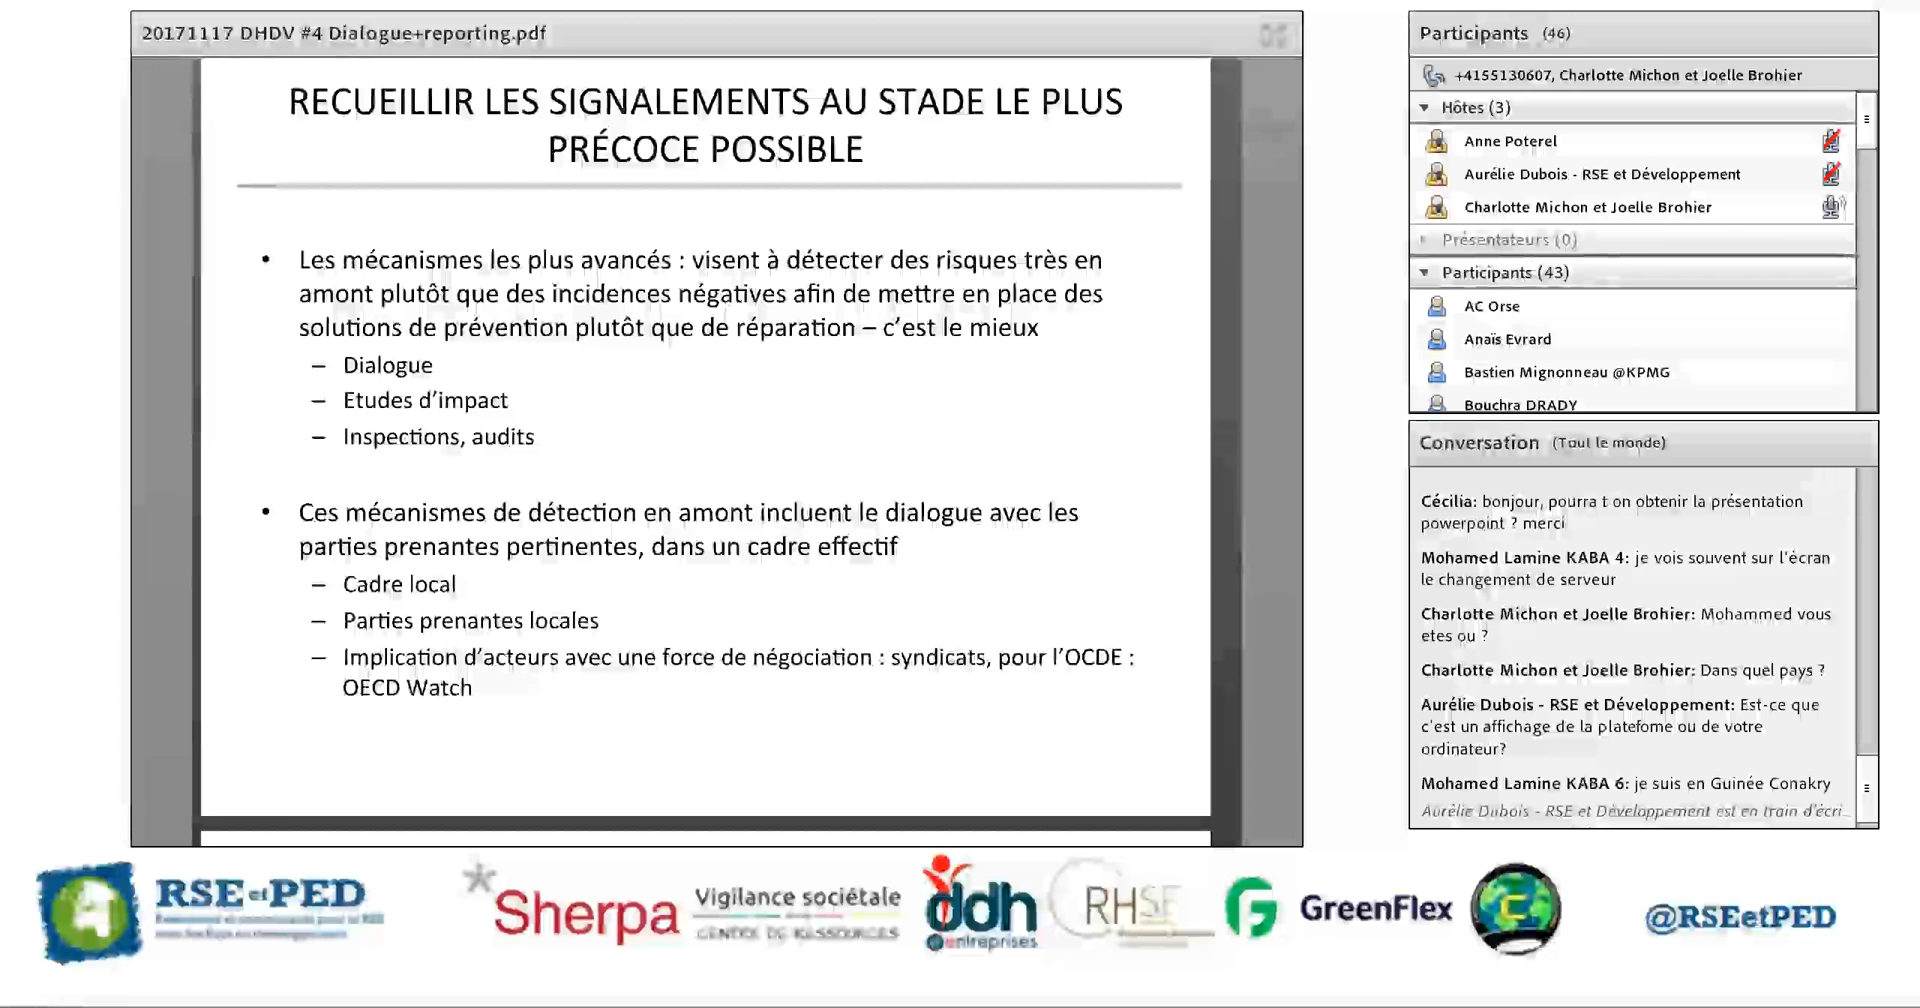 20171117 DHDV #4 Dialogue+reporting.pdf
RECUEILLIR LES SIGNALEMENTS AU STADE LE PLUS
PRÉCOCE POSSIBLE
• Les mécanismes les plus avancés : visent à détecter des risques très en
amont plutôt que des incidences négatives afin de mettre en place des
solutions de prévention plutôt que de réparation – c’est le mieux
– Dialogue
– Etudes d’impact
– Inspections, audits
• Ces mécanismes de détection en amont incluent le dialogue avec les
parties prenantes pertinentes, dans un cadre effectif
– Cadre local
– Parties prenantes locales
– Implication d’acteurs avec une force de négociation : syndicats, pour l’OCDE :
OECD Watch
Participants (46)
+4155130607, Charlotte Michon et Joelle Brohier
Hôtes (3)
Anne Poterel
Aurélie Dubois - RSE et Développement
Charlotte Michon et Joelle Brohier
Présentateurs (0)
Participants (43)
AC Orse
Anaïs Evrard
Bastien Mignonneau @KPMG
Bouchra DRADY
Conversation (Tout le monde)
Cécilia: bonjour, pourra t on obtenir la présentation
powerpoint ? merci
Mohamed Lamine KABA 4: je vois souvent sur l'écran
le changement de serveur
Charlotte Michon et Joelle Brohier: Mohammed vous
etes ou ?
Charlotte Michon et Joelle Brohier: Dans quel pays ?
Aurélie Dubois - RSE et Développement: Est-ce que
c'est un affichage de la platefome ou de votre
ordinateur?
Mohamed Lamine KABA 6: je suis en Guinée Conakry
Aurélie Dubois - RSE et Développement est en train d'écri...
RSE et PED
Sherpa
Vigilance sociétale
CENTRE DE RESSOURCES
ddh
@entreprises
RHSF
GreenFlex
@RSEetPED